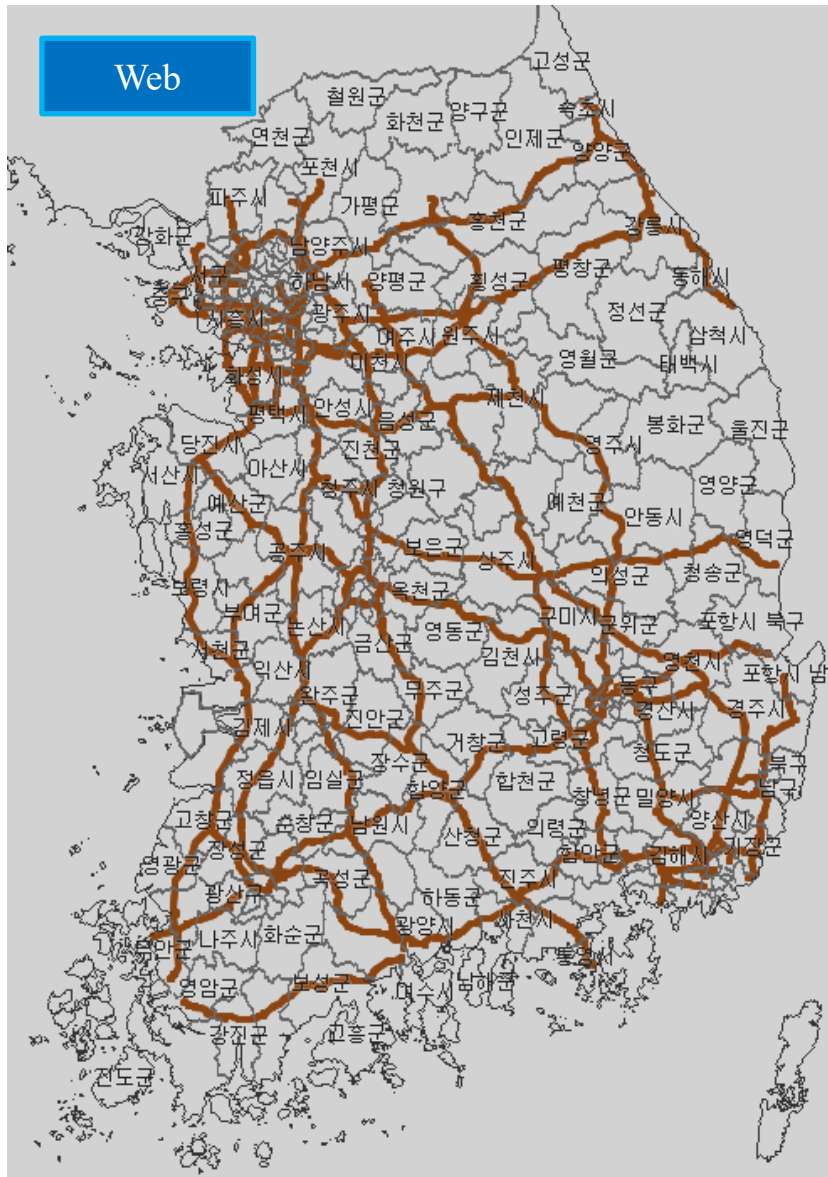 Web
고성군
속초시
철원군
화천군
양구군
인제군
연천군
양양군
포천시
파주시
가평군
강화군
홍천군
강릉시
남양주시
서구
하남시
양평군
횡성군
평창군
동해시
중구
시흥시
광주시
정선군
여주시
원주시
삼척시
이천시
영월군
태백시
화성시
제천시
평택시
안성시
음성군
봉화군
울진군
당진시
진천군
영주시
마산시
서산시
청주시
청원구
영양군
예산군
예천군
안동시
홍성군
영덕군
공주시
보은군
상주시
의성군
청송군
보령시
옥천군
부여군
논산시
구미시
군위군
포항시 북구
금산군
영동군
서천군
김천시
익산시
영천시
포항시 남
무주군
동구
완주군
성주군
경산시
경주시
진안군
김제시
거창군
고령군
청도군
장수군
북구
정읍시
임실군
함양군
합천군
남구
창녕군
밀양시
고창군
순창군
남원시
양산시
장성군
산청군
의령군
영광군
함안군
김해시
기장군
곡성군
광산구
진주시
하동군
광양시
사천시
나주시
화순군
무안군
통영시
영암군
보성군
남해군
여수시
강진군
고흥군
진도군